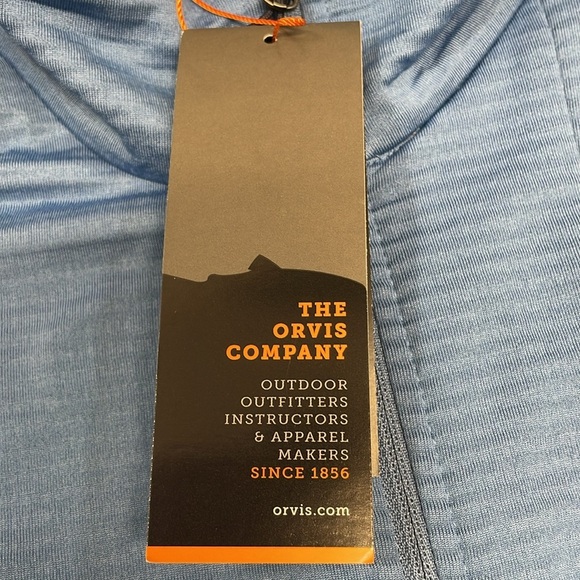 THE
ORVIS
COMPANY
OUTDOOR
OUTFITTERS
INSTRUCTORS
& APPAREL
MAKERS
SINCE 1856
orvis.com